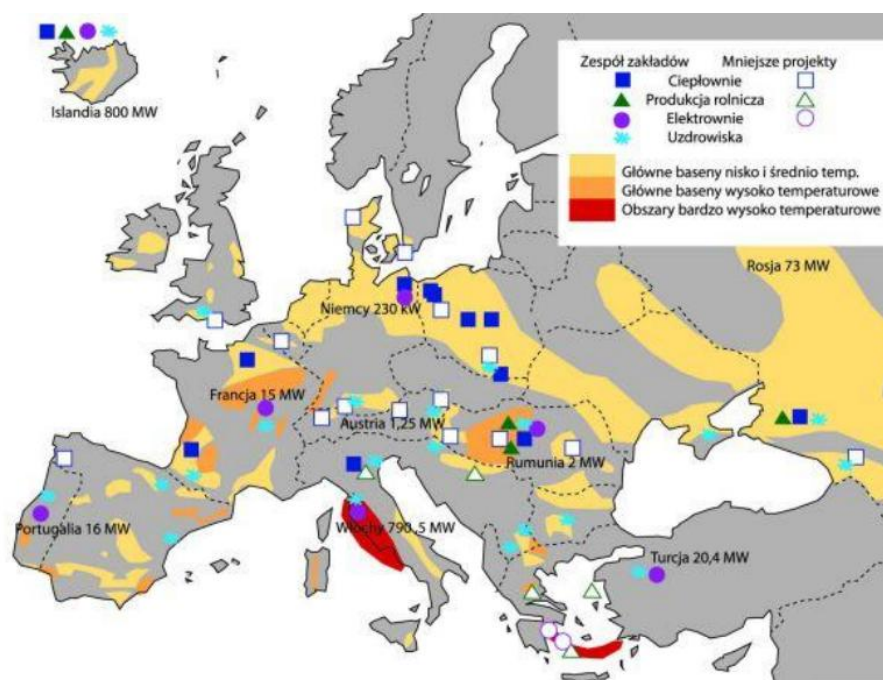 Islandia 800 MW
Zespół zakładów Mniejsze projekty
Ciepłownie
Produkcja rolnicza
Elektrownie
Uzdrowiska
Główne baseny nisko i średnio temp.
Główne baseny wysoko temperaturowe
Obszary bardzo wysoko temperaturowe
Rosja 73 MW
Niemcy 230 kW
Francja 15 MW
Austria 1,25 MW
Rumunia 2 MW
Portugalia 16 MW
Włochy 790 ,5 MW
Turcja 20,4 MW